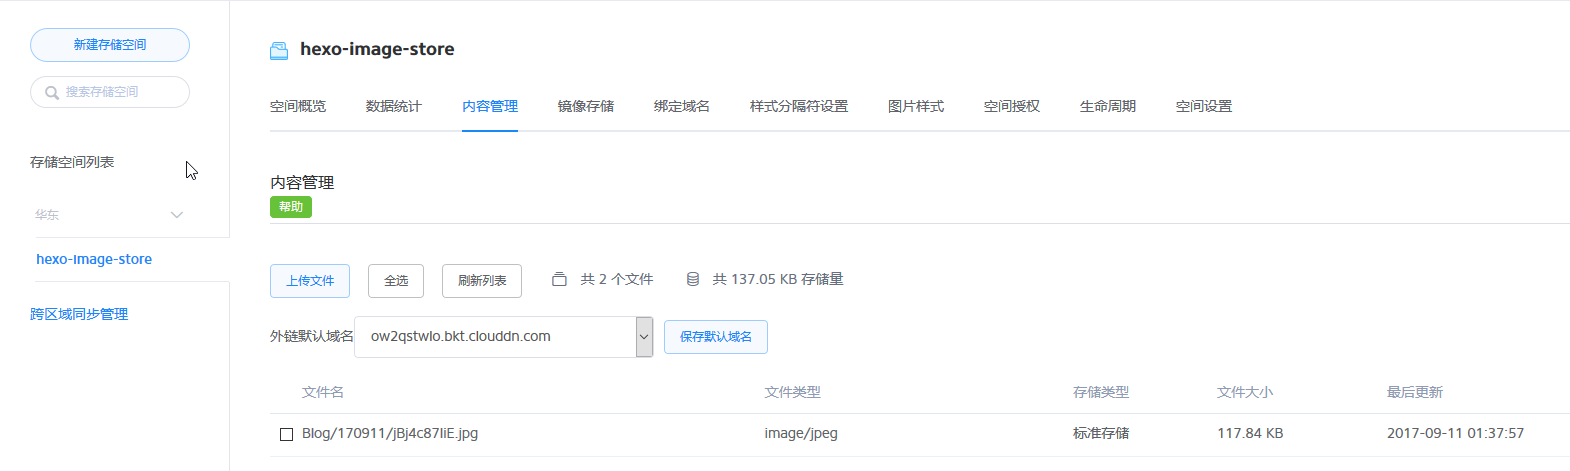 新建存储空间
搜索存储空间
存储空间列表
华东
hexo-image-store
跨区域同步管理
hexo-image-store
空间概览 数据统计 内容管理 镜像存储 绑定域名 样式分隔符设置 图片样式 空间授权 生命周期 空间设置
内容管理
帮助
上传文件 全选 刷新列表 共 2 个文件 共 137.05 KB 存储量
外链默认域名 ow2qstwlo.bkt.clouddn.com 保存默认域名
文件名 文件类型 存储类型 文件大小 最后更新
Blog/170911/jBj4c87IiE.jpg image/jpeg 标准存储 117.84 KB 2017-09-11 01:37:57